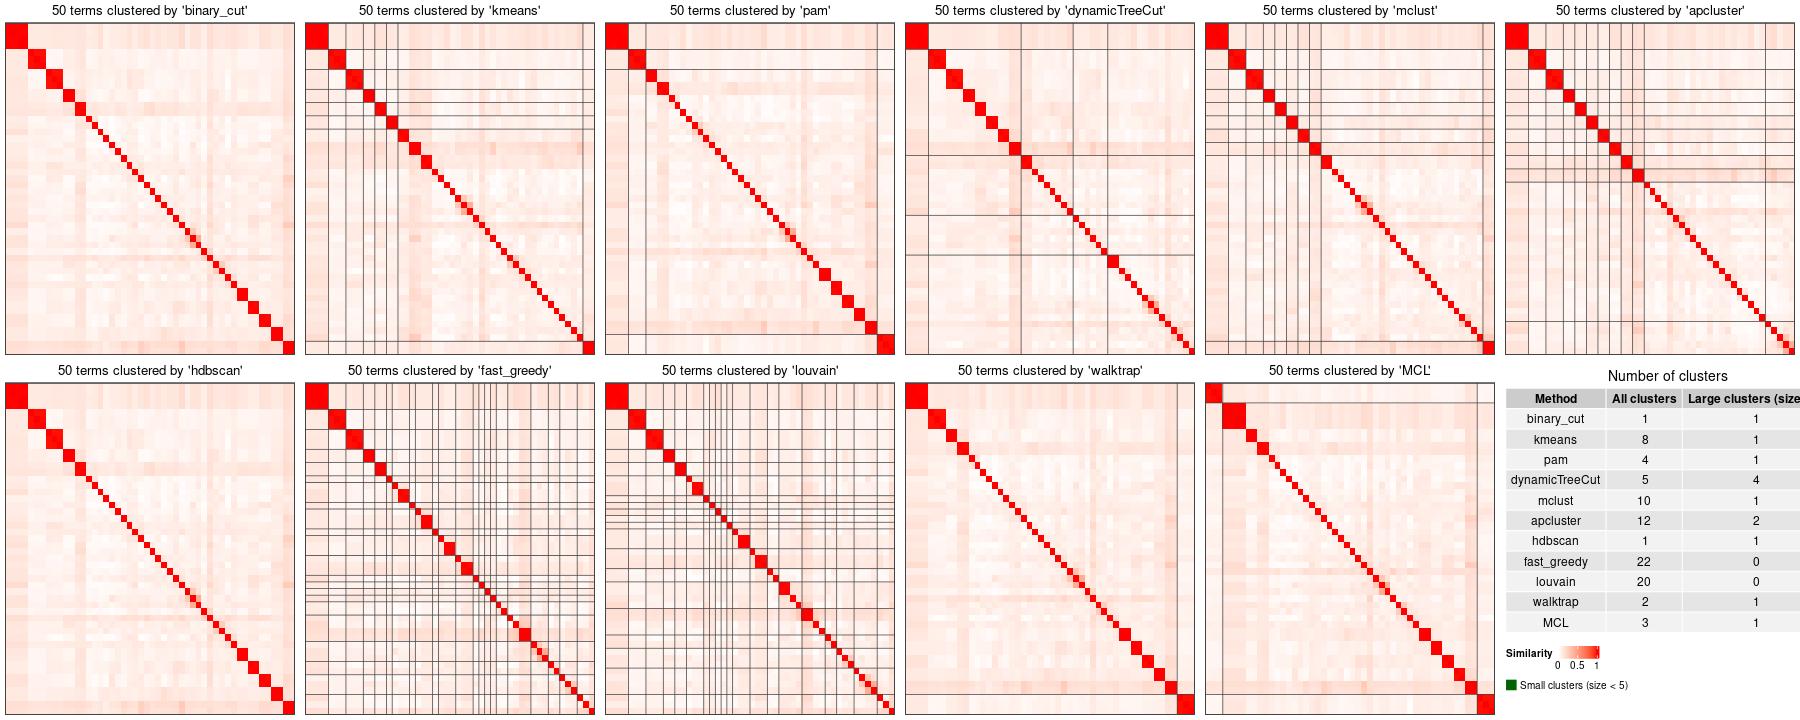 50 terms clustered by 'binary_cut'
50 terms clustered by 'kmeans'
50 terms clustered by 'pam'
50 terms clustered by 'dynamicTreeCut'
50 terms clustered by 'mclust'
50 terms clustered by 'apcluster'
50 terms clustered by 'hdbscan'
50 terms clustered by 'fast_greedy'
50 terms clustered by 'louvain'
50 terms clustered by 'walktrap'
50 terms clustered by 'MCL'
Number of clusters
Method All clusters Large clusters (size
binary_cut 1 1
kmeans 8 1
pam 4 1
dynamicTreeCut 5 4
mclust 10 1
apcluster 12 2
hdbscan 1 1
fast_greedy 22 0
louvain 20 0
walktrap 2 1
MCL 3 1
Similarity
0 0.5 1
Small clusters (size < 5)